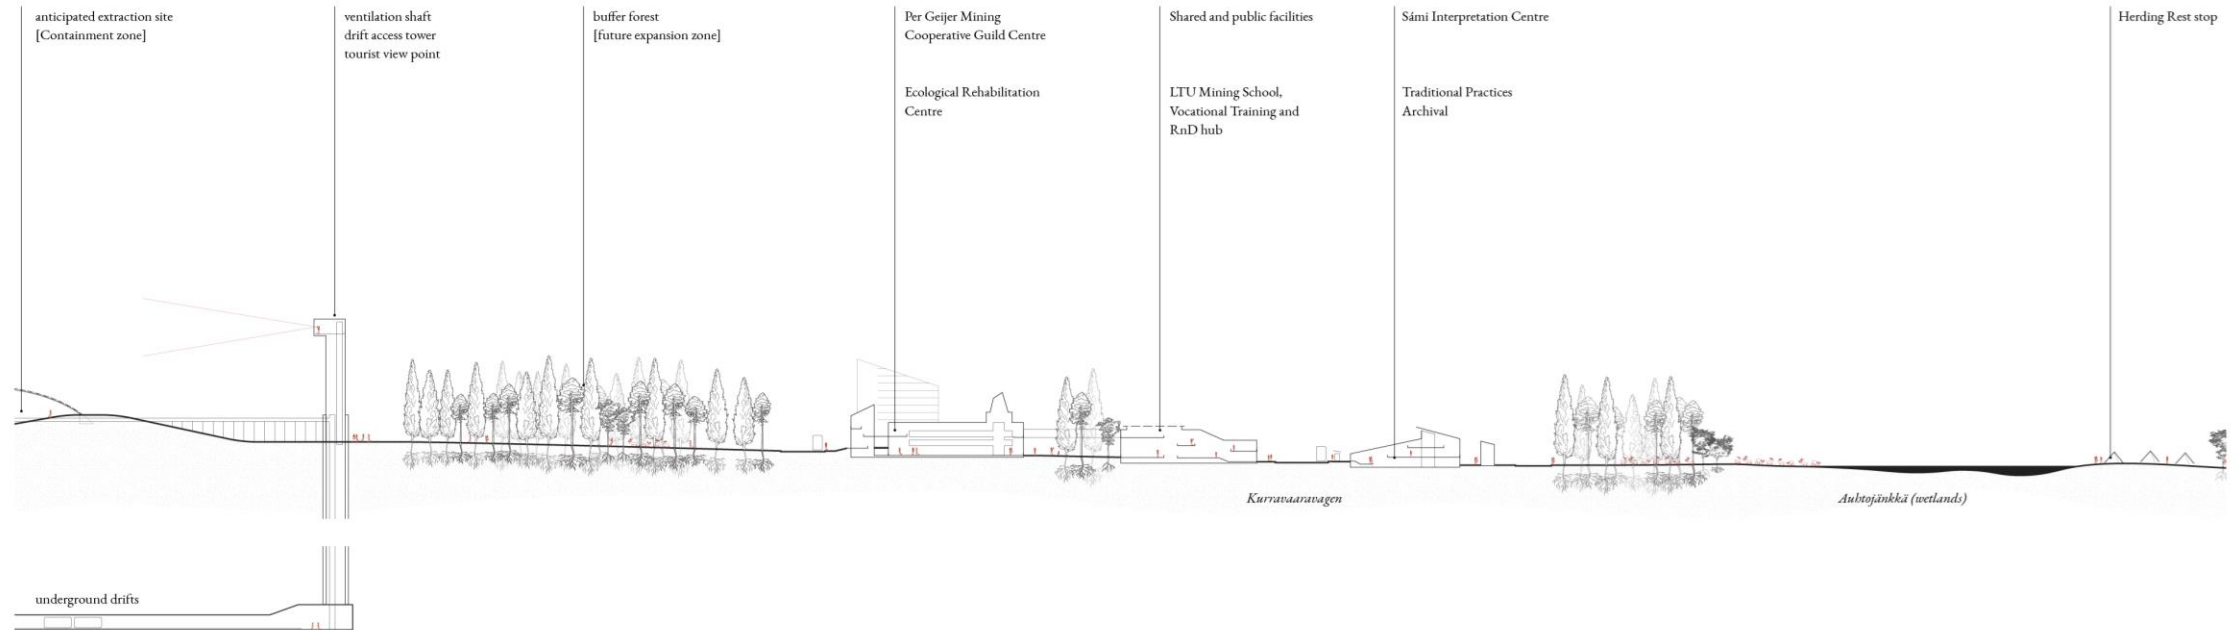 anticipated extraction site
[Containment zone]
ventilation shaft
drift access tower
tourist view point
buffer forest
[future expansion zone]
Per Geijer Mining
Cooperative Guild Centre
Ecological Rehabilitation
Centre
Shared and public facilities
LTU Mining School,
Vocational Training and
RnD hub
Sámi Interpretation Centre
Traditional Practices
Archival
Herding Rest stop
Kurravaaravagen
Auhtojänkkä (wetlands)
underground drifts